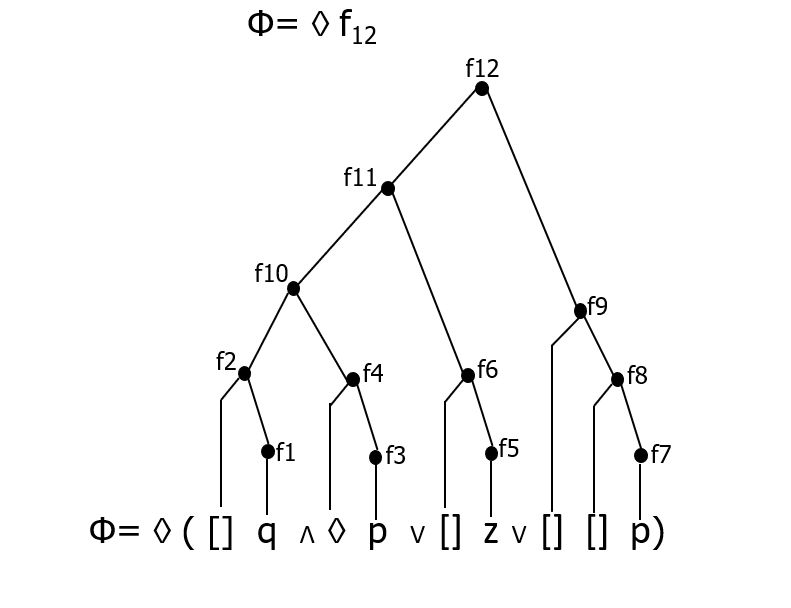 Φ= ◊ f₁₂
f12
f11
f10
f9
f2
f4
f6
f8
f1
f3
f5
f7
Φ= ◊ ( [] q ∧ ◊ p ∨ [] z ∨ [] [] p)